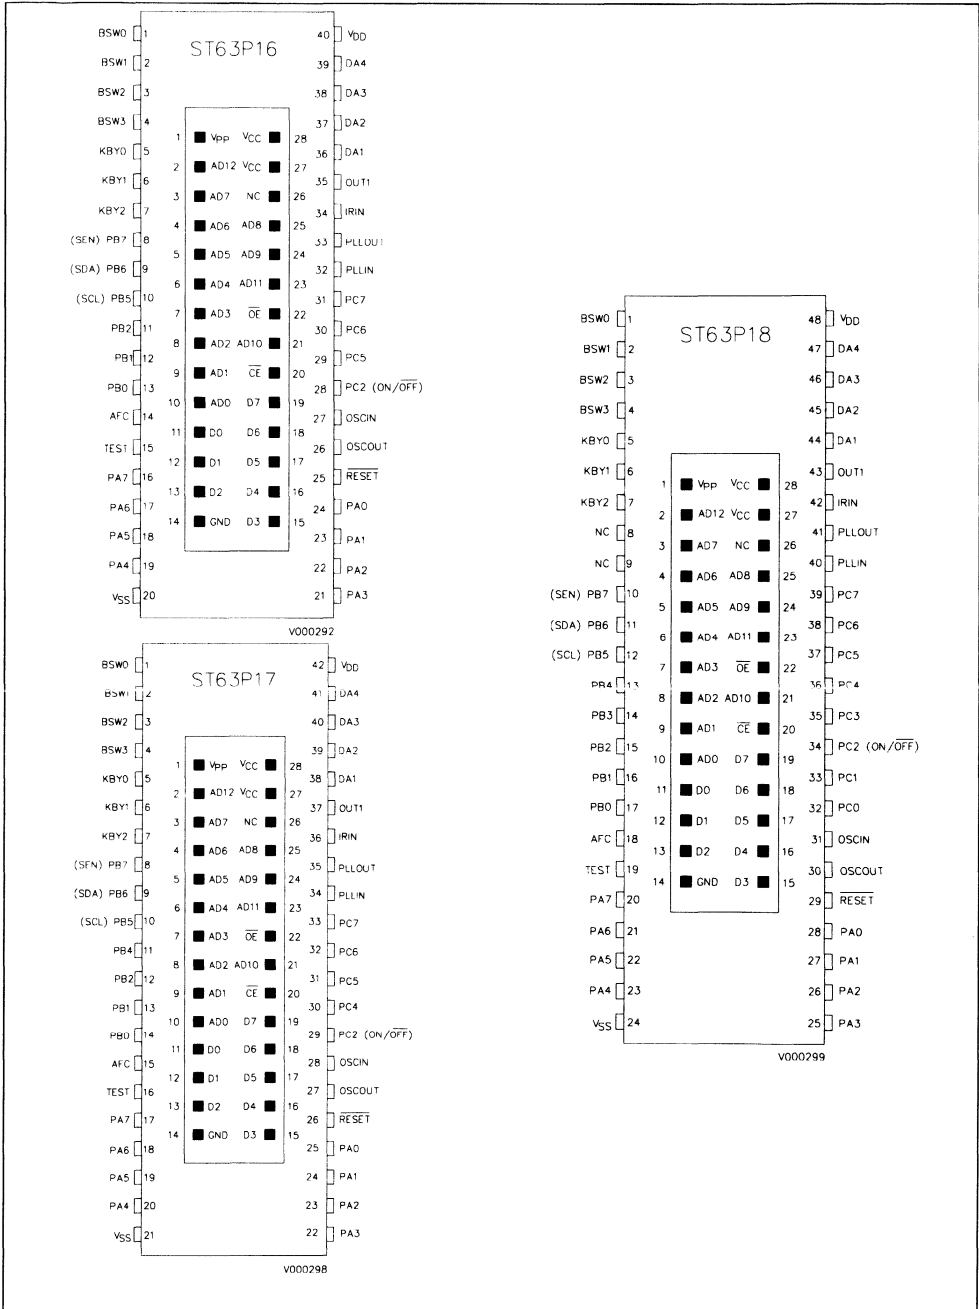 ST63P16
BSW0 1 40 VDD
BSW1 2 39 DA4
BSW2 3 38 DA3
BSW3 4 37 DA2
KBY0 5 36 DA1
KBY1 6 35 OUT1
KBY2 7 34 IRIN
(SEN) PB7 8 33 PLLOUT
(SDA) PB6 9 32 PLLIN
(SCL) PB5 10 31 PC7
PB2 11 30 PC6
PB1 12 29 PC5
PB0 13 28 PC2 (ON/OFF)
AFC 14 27 OSCIN
TEST 15 26 OSCOUT
PA7 16 25 RESET
PA6 17 24 PA0
PA5 18 23 PA1
PA4 19 22 PA2
VSS 20 21 PA3
1 VPP VCC 28
2 AD12 VCC 27
3 AD7 NC 26
4 AD6 AD8 25
5 AD5 AD9 24
6 AD4 AD11 23
7 AD3 OE 22
8 AD2 AD10 21
9 AD1 CE 20
10 AD0 D7 19
11 D0 D6 18
12 D1 D5 17
13 D2 D4 16
14 GND D3 15
V000292
ST63P17
BSW0 1 42 VDD
BSW1 2 41 DA4
BSW2 3 40 DA3
BSW3 4 39 DA2
KBY0 5 38 DA1
KBY1 6 37 OUT1
KBY2 7 36 IRIN
(SEN) PB7 8 35 PLLOUT
(SDA) PB6 9 34 PLLIN
(SCL) PB5 10 33 PC7
PB4 11 32 PC6
PB2 12 31 PC5
PB1 13 30 PC4
PB0 14 29 PC2 (ON/OFF)
AFC 15 28 OSCIN
TEST 16 27 OSCOUT
PA7 17 26 RESET
PA6 18 25 PA0
PA5 19 24 PA1
PA4 20 23 PA2
VSS 21 22 PA3
1 VPP VCC 28
2 AD12 VCC 27
3 AD7 NC 26
4 AD6 AD8 25
5 AD5 AD9 24
6 AD4 AD11 23
7 AD3 OE 22
8 AD2 AD10 21
9 AD1 CE 20
10 AD0 D7 19
11 D0 D6 18
12 D1 D5 17
13 D2 D4 16
14 GND D3 15
V000298
ST63P18
BSW0 1 48 VDD
BSW1 2 47 DA4
BSW2 3 46 DA3
BSW3 4 45 DA2
KBY0 5 44 DA1
KBY1 6 43 OUT1
KBY2 7 42 IRIN
NC 8 41 PLLOUT
NC 9 40 PLLIN
(SEN) PB7 10 39 PC7
(SDA) PB6 11 38 PC6
(SCL) PB5 12 37 PC5
PB4 13 36 PC4
PB3 14 35 PC3
PB2 15 34 PC2 (ON/OFF)
PB1 16 33 PC1
PB0 17 32 PC0
AFC 18 31 OSCIN
TEST 19 30 OSCOUT
PA7 20 29 RESET
PA6 21 28 PA0
PA5 22 27 PA1
PA4 23 26 PA2
VSS 24 25 PA3
1 VPP VCC 28
2 AD12 VCC 27
3 AD7 NC 26
4 AD6 AD8 25
5 AD5 AD9 24
6 AD4 AD11 23
7 AD3 OE 22
8 AD2 AD10 21
9 AD1 CE 20
10 AD0 D7 19
11 D0 D6 18
12 D1 D5 17
13 D2 D4 16
14 GND D3 15
V000299